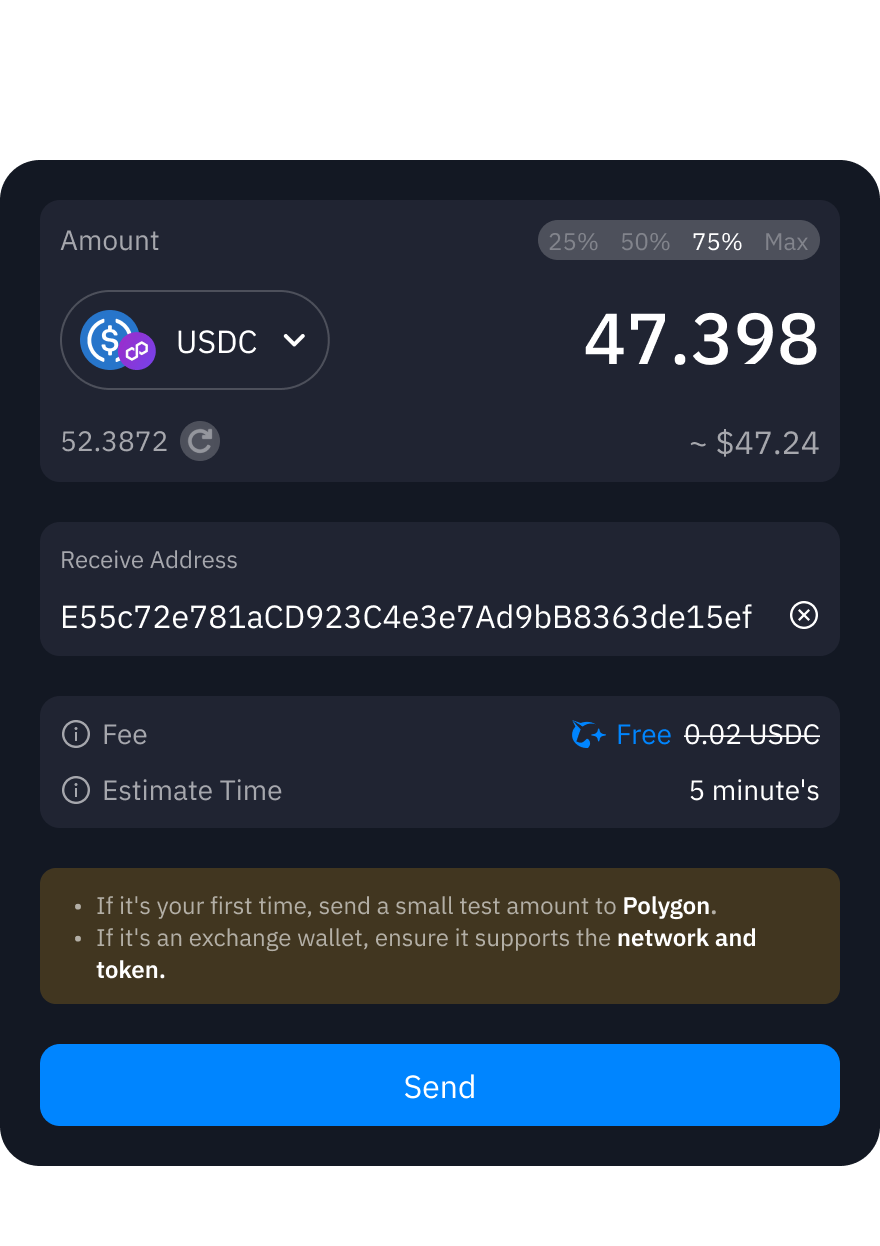 Amount
25% 50% 75% Max
USDC
47.398
52.3872
~ $47.24
Receive Address
E55c72e781aCD923C4e3e7Ad9bB8363de15ef
Fee
Free 0.02 USDC
Estimate Time
5 minute's
• If it's your first time, send a small test amount to Polygon.
• If it's an exchange wallet, ensure it supports the network and
token.
Send